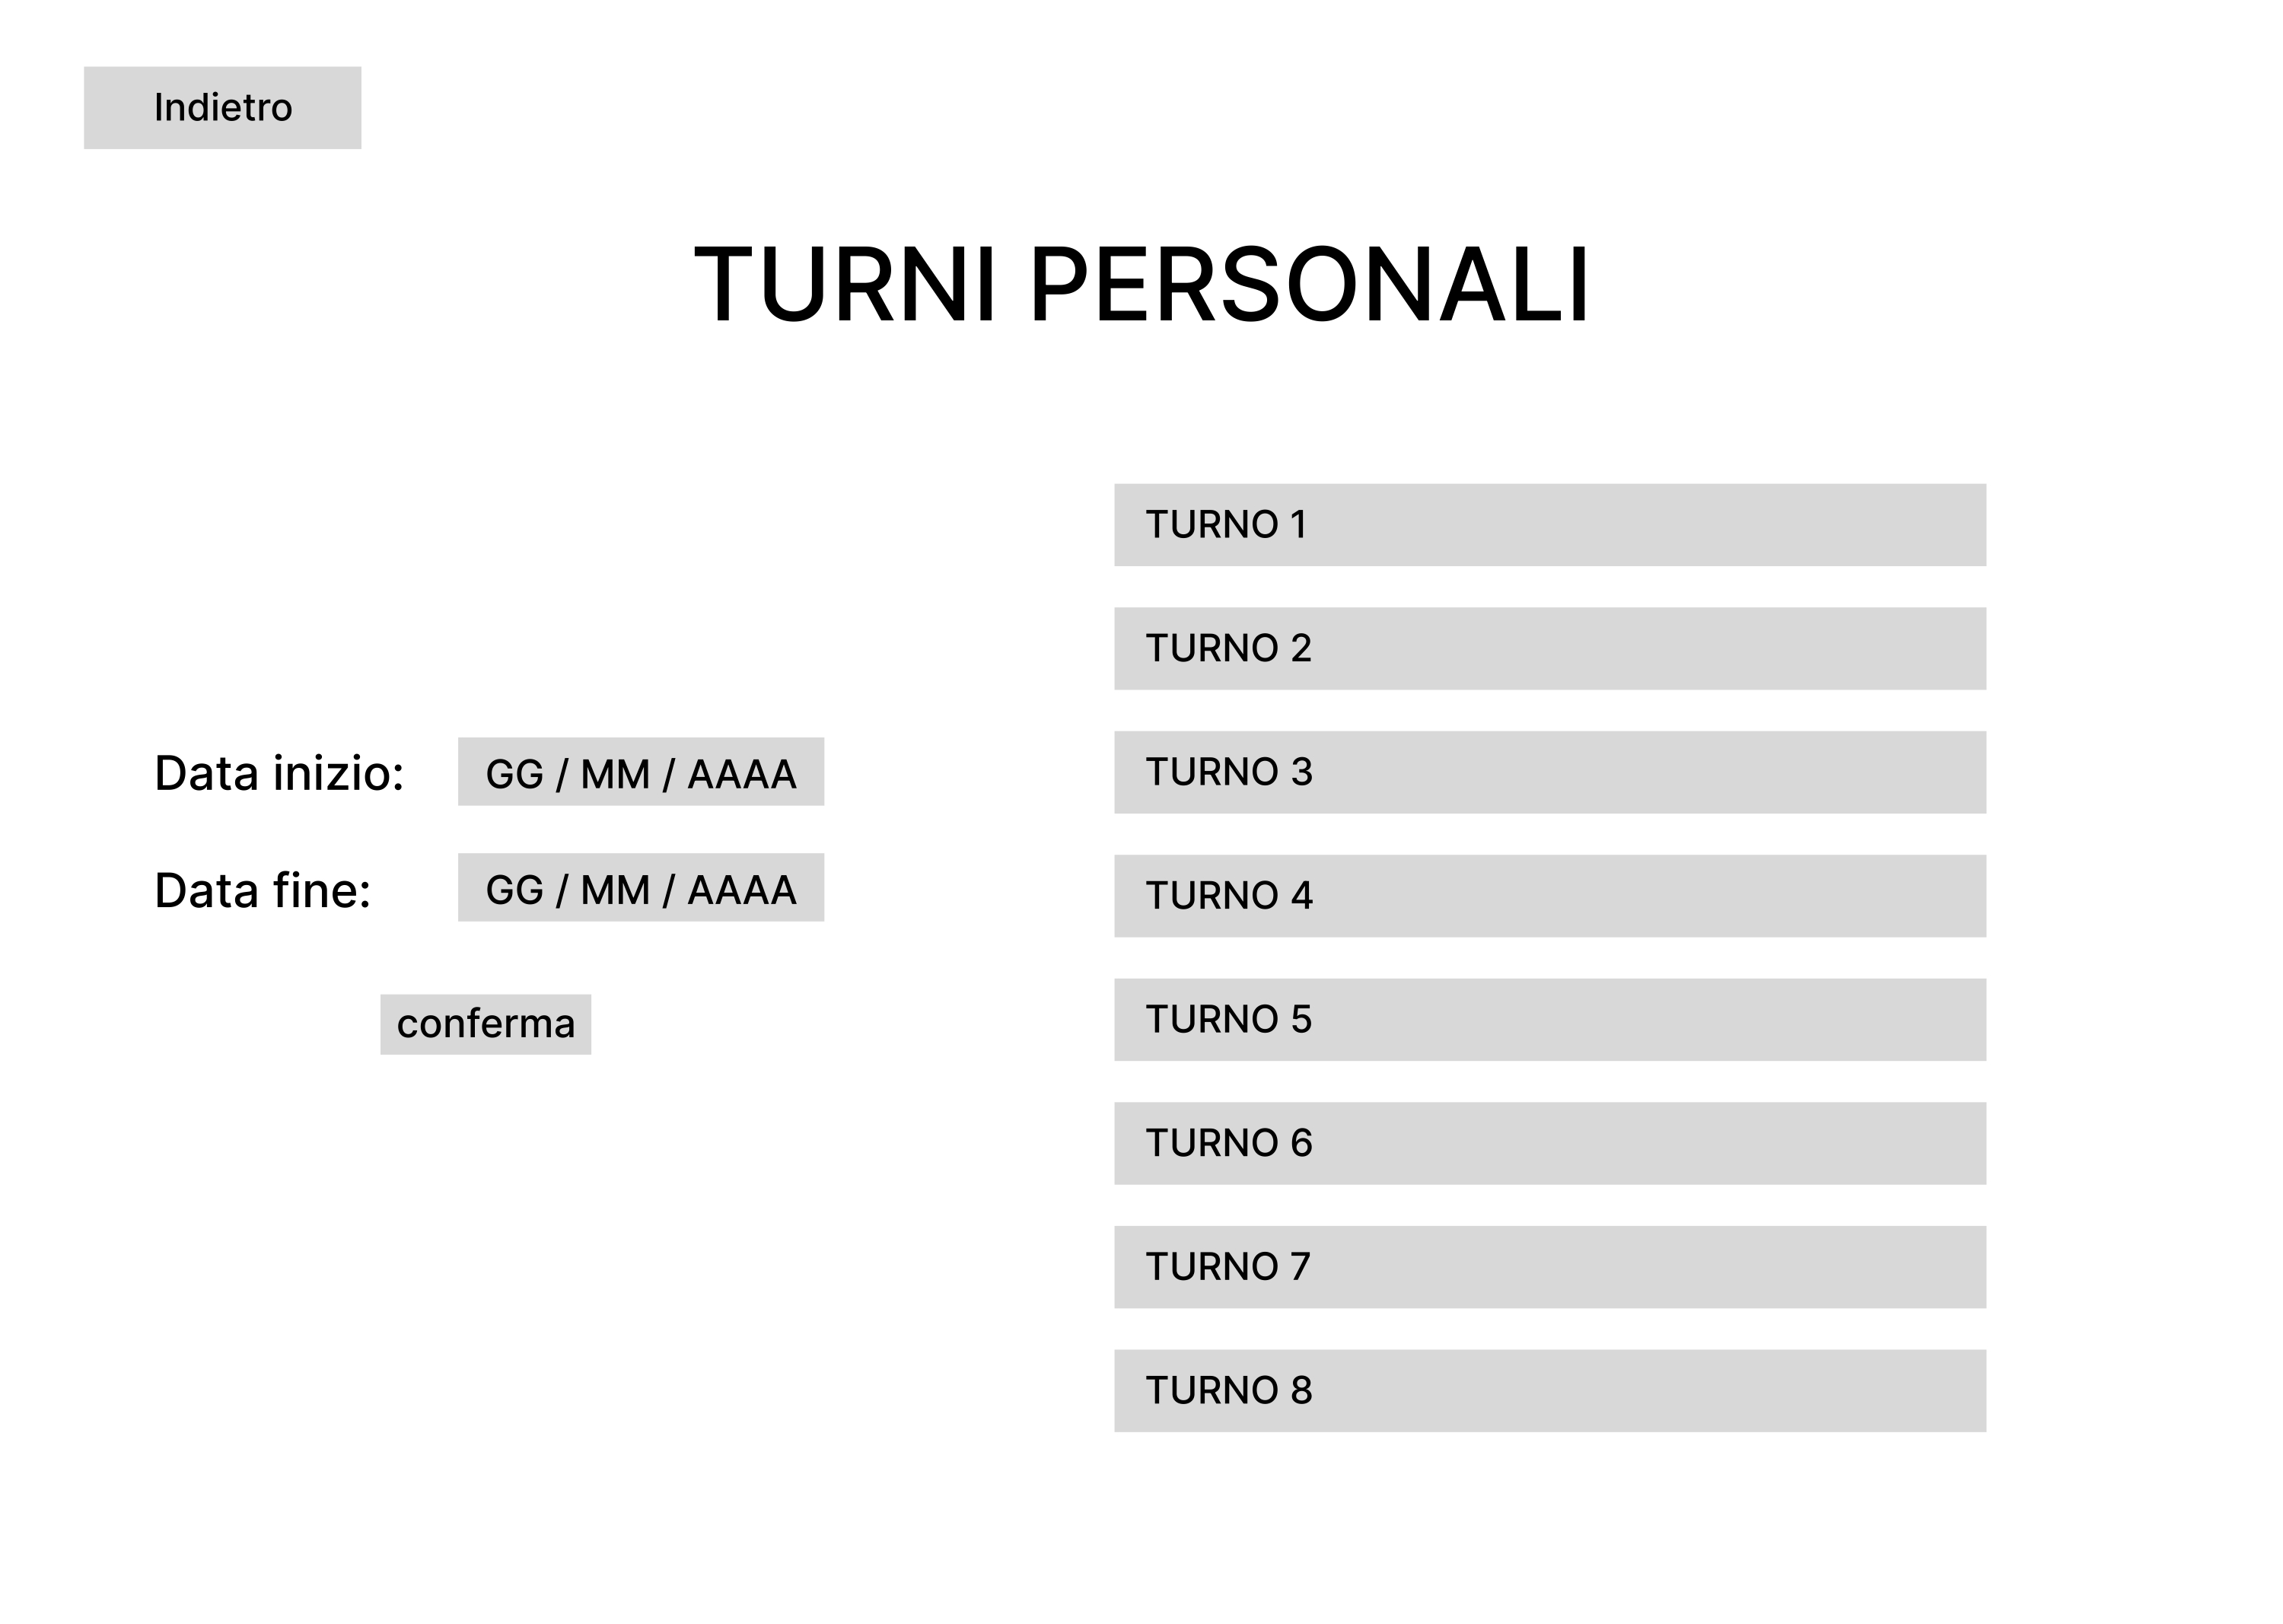 Indietro
TURNI PERSONALI
Data inizio: GG / MM / AAAA
Data fine: GG / MM / AAAA
conferma
TURNO 1
TURNO 2
TURNO 3
TURNO 4
TURNO 5
TURNO 6
TURNO 7
TURNO 8